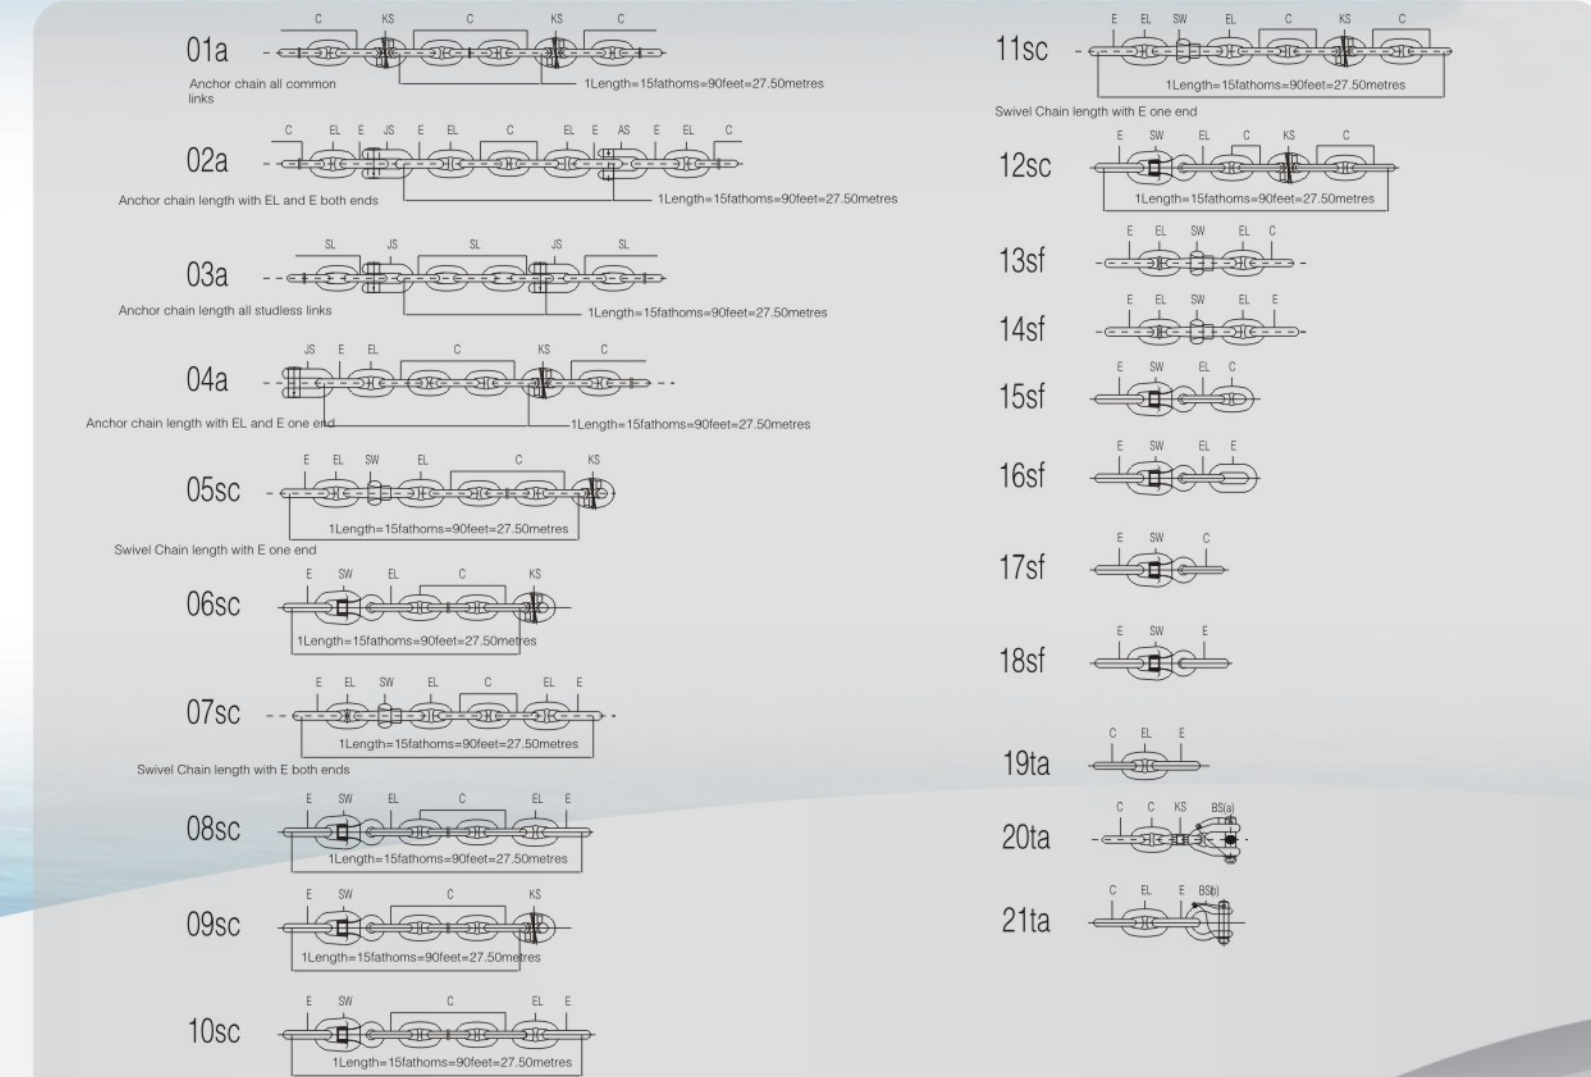 C KS C KS C
01a
Anchor chain all common
links
1Length=15fathoms=90feet=27.50metres
C EL E JS E EL C EL E AS E EL C
02a
Anchor chain length with EL and E both ends
1Length=15fathoms=90feet=27.50metres
SL JS SL JS SL
03a
Anchor chain length all studless links
1Length=15fathoms=90feet=27.50metres
JS E EL C KS C
04a
Anchor chain length with EL and E one end
1Length=15fathoms=90feet=27.50metres
E EL SW EL C KS
05sc
1Length=15fathoms=90feet=27.50metres
Swivel Chain length with E one end
E SW EL C KS
06sc
1Length=15fathoms=90feet=27.50metres
E EL SW EL C EL E
07sc
1Length=15fathoms=90feet=27.50metres
Swivel Chain length with E both ends
E SW EL C EL E
08sc
1Length=15fathoms=90feet=27.50metres
E SW C KS
09sc
1Length=15fathoms=90feet=27.50metres
E SW C EL E
10sc
1Length=15fathoms=90feet=27.50metres
E EL SW EL C KS C
11sc
1Length=15fathoms=90feet=27.50metres
Swivel Chain length with E one end
E SW EL C KS C
12sc
1Length=15fathoms=90feet=27.50metres
E EL SW EL C
13sf
E EL SW EL E
14sf
E SW EL C
15sf
E SW EL E
16sf
E SW C
17sf
E SW E
18sf
C EL E
19ta
C C KS BS(a)
20ta
C EL E BS(b)
21ta